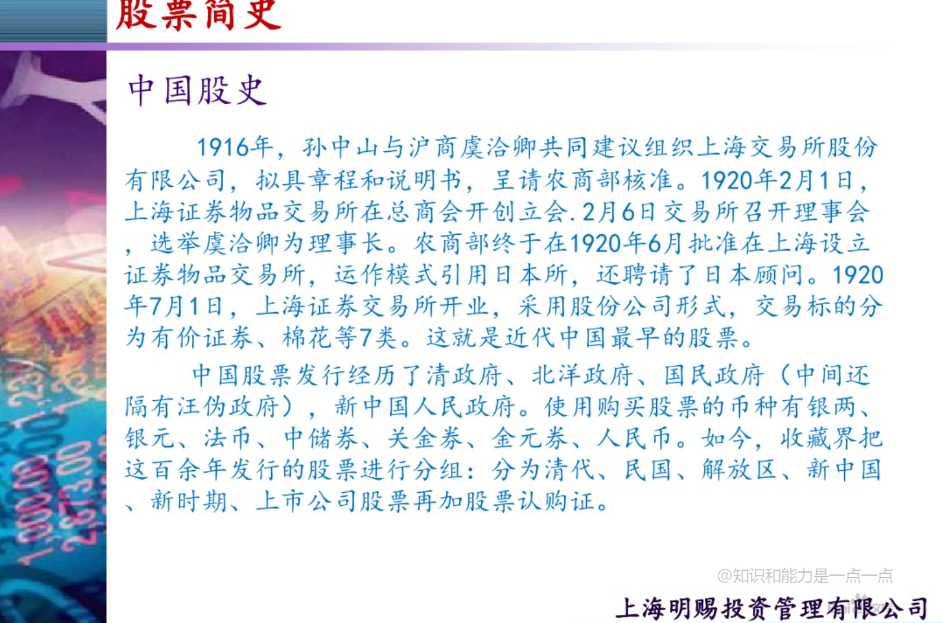 股票简史
中国股史
1916年，孙中山与沪商虞洽卿共同建议组织上海交易所股份
有限公司，拟具章程和说明书，呈请农商部核准。1920年2月1日，
上海证券物品交易所在总商会开创立会.2月6日交易所召开理事会
，选举虞洽卿为理事长。农商部终于在1920年6月批准在上海设立
证券物品交易所，运作模式引用日本所，还聘请了日本顾问。1920
年7月1日，上海证券交易所开业，采用股份公司形式，交易标的分
为有价证券、棉花等7类。这就是近代中国最早的股票。
中国股票发行经历了清政府、北洋政府、国民政府（中间还
隔有汪伪政府），新中国人民政府。使用购买股票的币种有银两、
银元、法币、中储券、关金券、金元券、人民币。如今，收藏界把
这百余年发行的股票进行分组：分为清代、民国、解放区、新中国
、新时期、上市公司股票再加股票认购证。
@知识和能力是一点一点
上海明赐投资管理有限公司